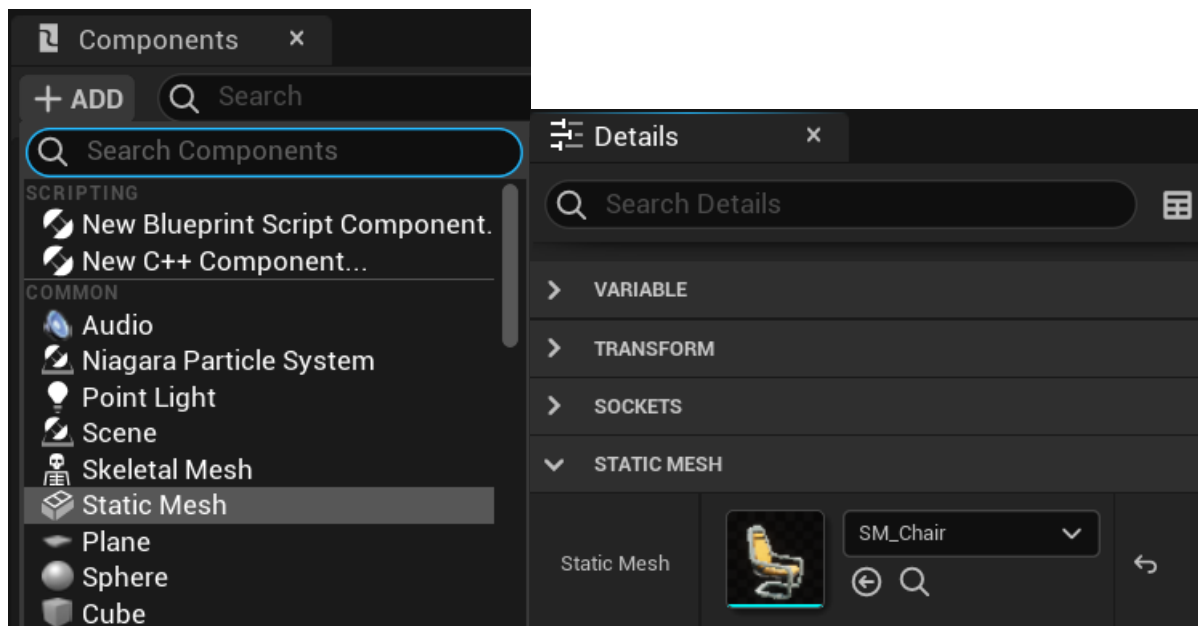 Components
+ ADD
Search
Search Components
SCRIPTING
New Blueprint Script Component.
New C++ Component...
COMMON
Audio
Niagara Particle System
Point Light
Scene
Skeletal Mesh
Static Mesh
Plane
Sphere
Cube
Details
Search Details
VARIABLE
TRANSFORM
SOCKETS
STATIC MESH
Static Mesh
SM_Chair